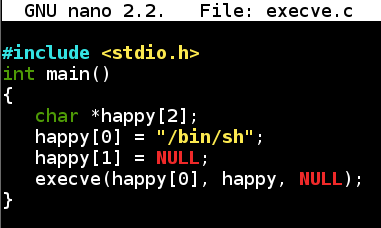 GNU nano 2.2.   File: execve.c
#include <stdio.h>
int main()
{
   char *happy[2];
   happy[0] = "/bin/sh";
   happy[1] = NULL;
   execve(happy[0], happy, NULL);
}